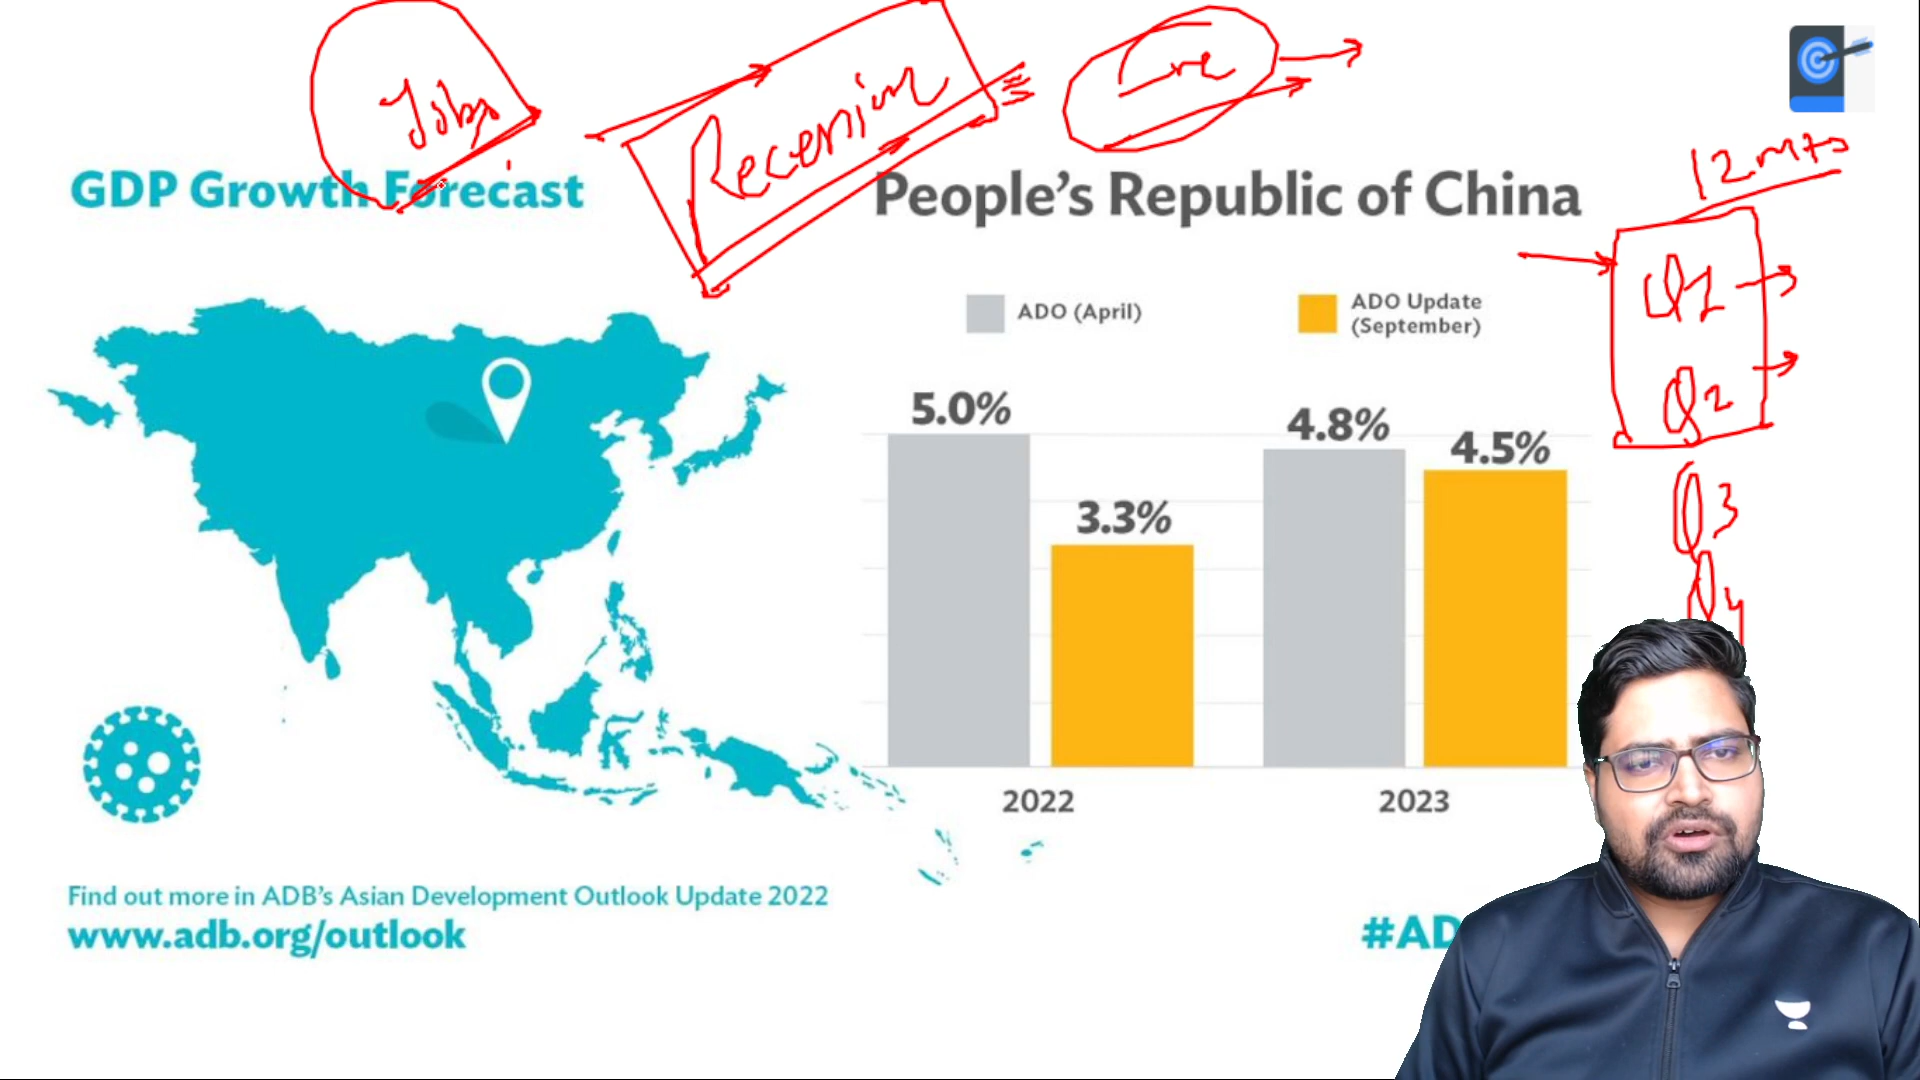 Jobs
Recession
12 mts
GDP Growth Forecast
People's Republic of China
Q1
Q2
Q3
Q4
ADO (April)
ADO Update
(September)
5.0%
3.3%
4.8%
4.5%
2022
2023
Find out more in ADB's Asian Development Outlook Update 2022
www.adb.org/outlook
#AD